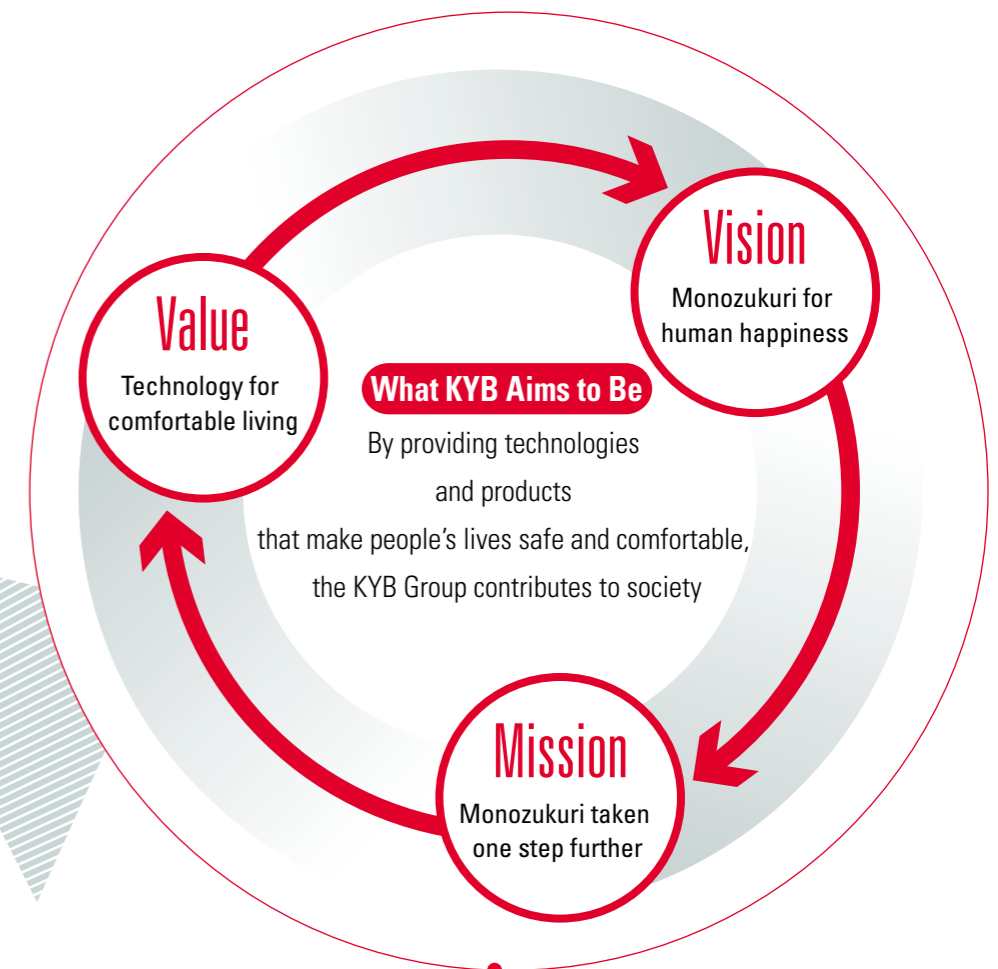 Vision
Monozukuri for
human happiness
Value
Technology for
comfortable living
What KYB Aims to Be
By providing technologies
and products
that make people's lives safe and comfortable,
the KYB Group contributes to society
Mission
Monozukuri taken
one step further